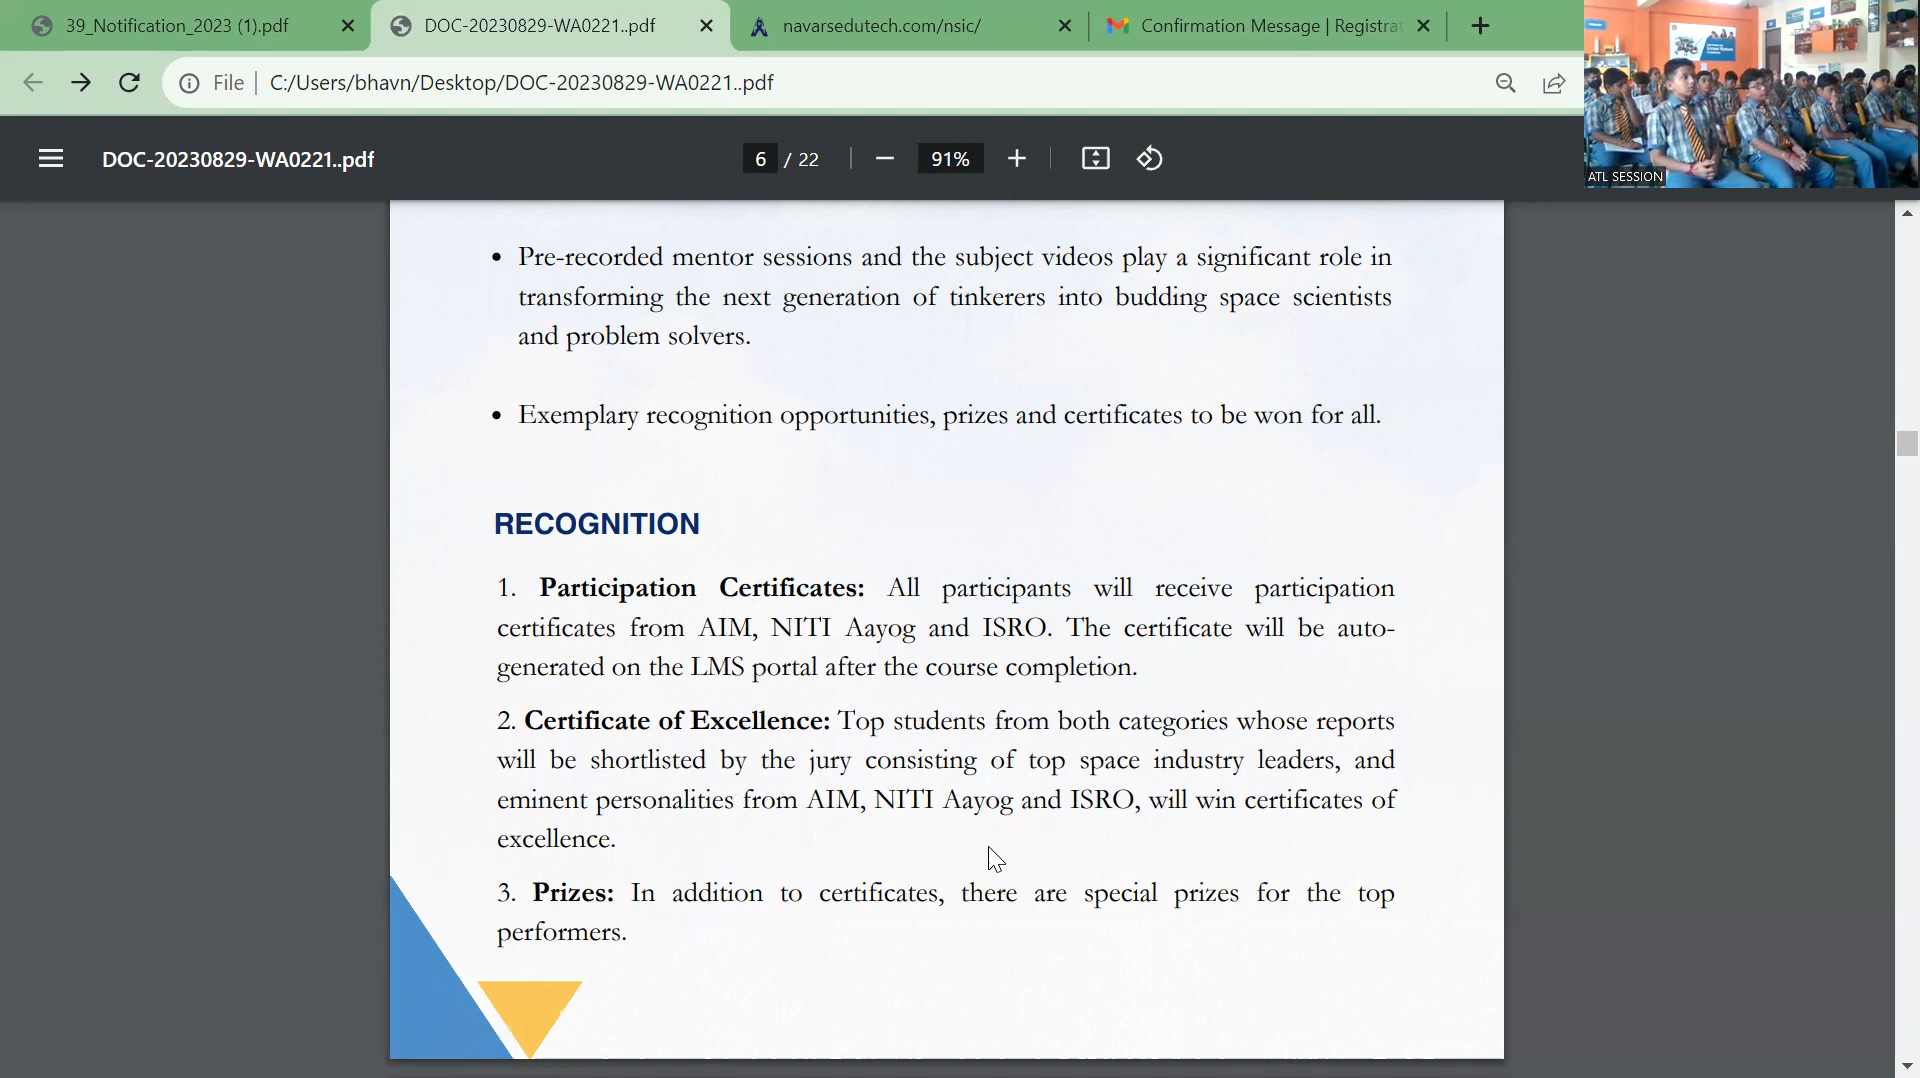 39_Notification_2023 (1).pdf
DOC-20230829-WA0221..pdf
navarsedutech.com/nsic/
Confirmation Message | Registrat
File
C:/Users/bhavn/Desktop/DOC-20230829-WA0221..pdf
ATL SESSION
DOC-20230829-WA0221..pdf
6 / 22
91%
• Pre-recorded mentor sessions and the subject videos play a significant role in
transforming the next generation of tinkerers into budding space scientists
and problem solvers.
• Exemplary recognition opportunities, prizes and certificates to be won for all.
RECOGNITION
1. Participation Certificates: All participants will receive participation
certificates from AIM, NITI Aayog and ISRO. The certificate will be auto-
generated on the LMS portal after the course completion.
2. Certificate of Excellence: Top students from both categories whose reports
will be shortlisted by the jury consisting of top space industry leaders, and
eminent personalities from AIM, NITI Aayog and ISRO, will win certificates of
excellence.
3. Prizes: In addition to certificates, there are special prizes for the top
performers.